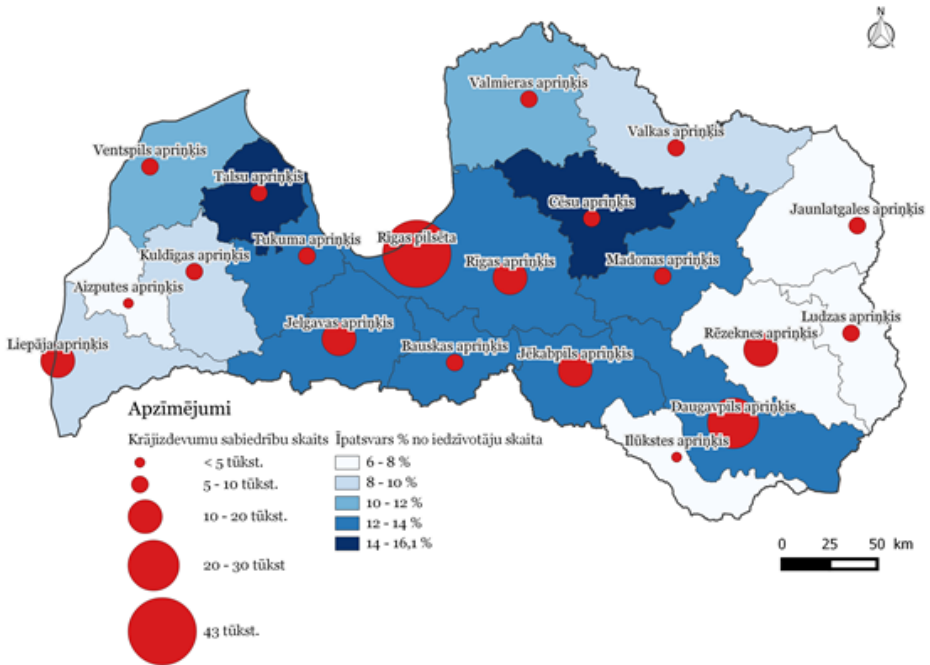 N
Valmieras apriņķis
Valkas apriņķis
Ventspils apriņķis
Talsu apriņķis
Cēsu apriņķis
Jaunlatgales apriņķis
Rīgas pilsēta
Tukuma apriņķis
Kuldīgas apriņķis
Rīgas apriņķis
Madonas apriņķis
Aizputes apriņķis
Ludzas apriņķis
Jelgavas apriņķis
Rēzeknes apriņķis
Liepāja apriņķis
Bauskas apriņķis
Jēkabpils apriņķis
Daugavpils apriņķis
Ilūkstes apriņķis
Apzīmējumi
Krājizdevumu sabiedrību skaits
< 5 tūkst.
5 - 10 tūkst.
10 - 20 tūkst.
20 - 30 tūkst
43 tūkst.
Īpatsvars % no iedzivotāju skaita
6 - 8 %
8 - 10 %
10 - 12 %
12 - 14 %
14 - 16,1 %
0 25 50 km